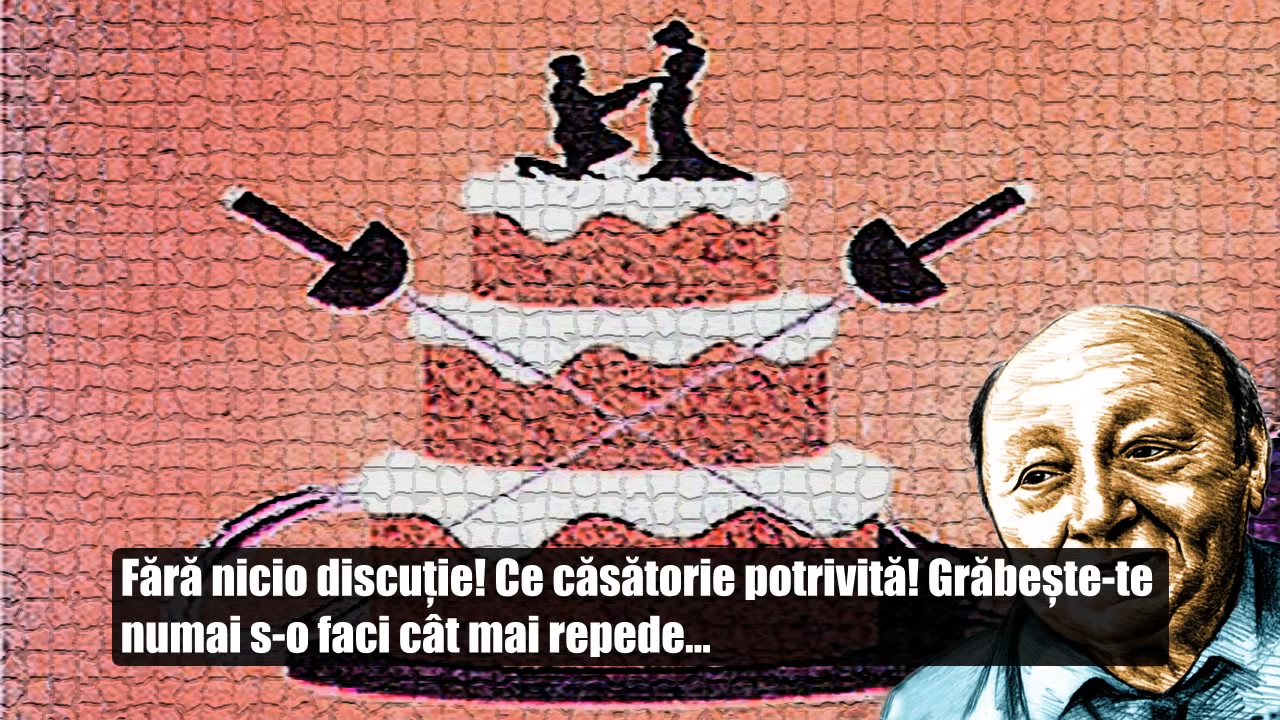 Fără nicio discuție! Ce căsătorie potrivită! Grăbește-te
numai s-o faci cât mai repede...